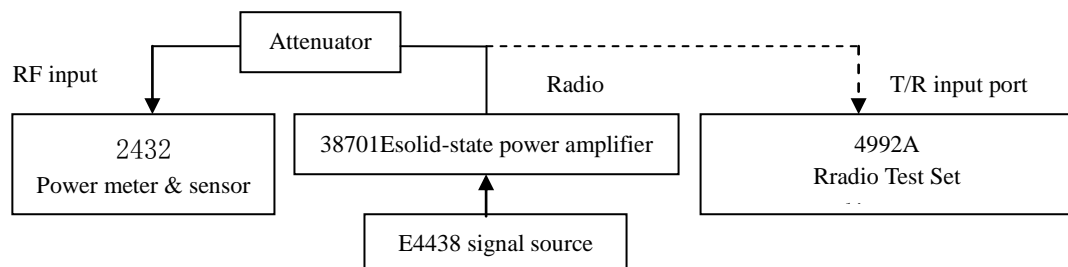 Attenuator
RF input
Radio
T/R input port
2432
Power meter & sensor
38701Esolid-state power amplifier
4992A
Rradio Test Set
E4438 signal source